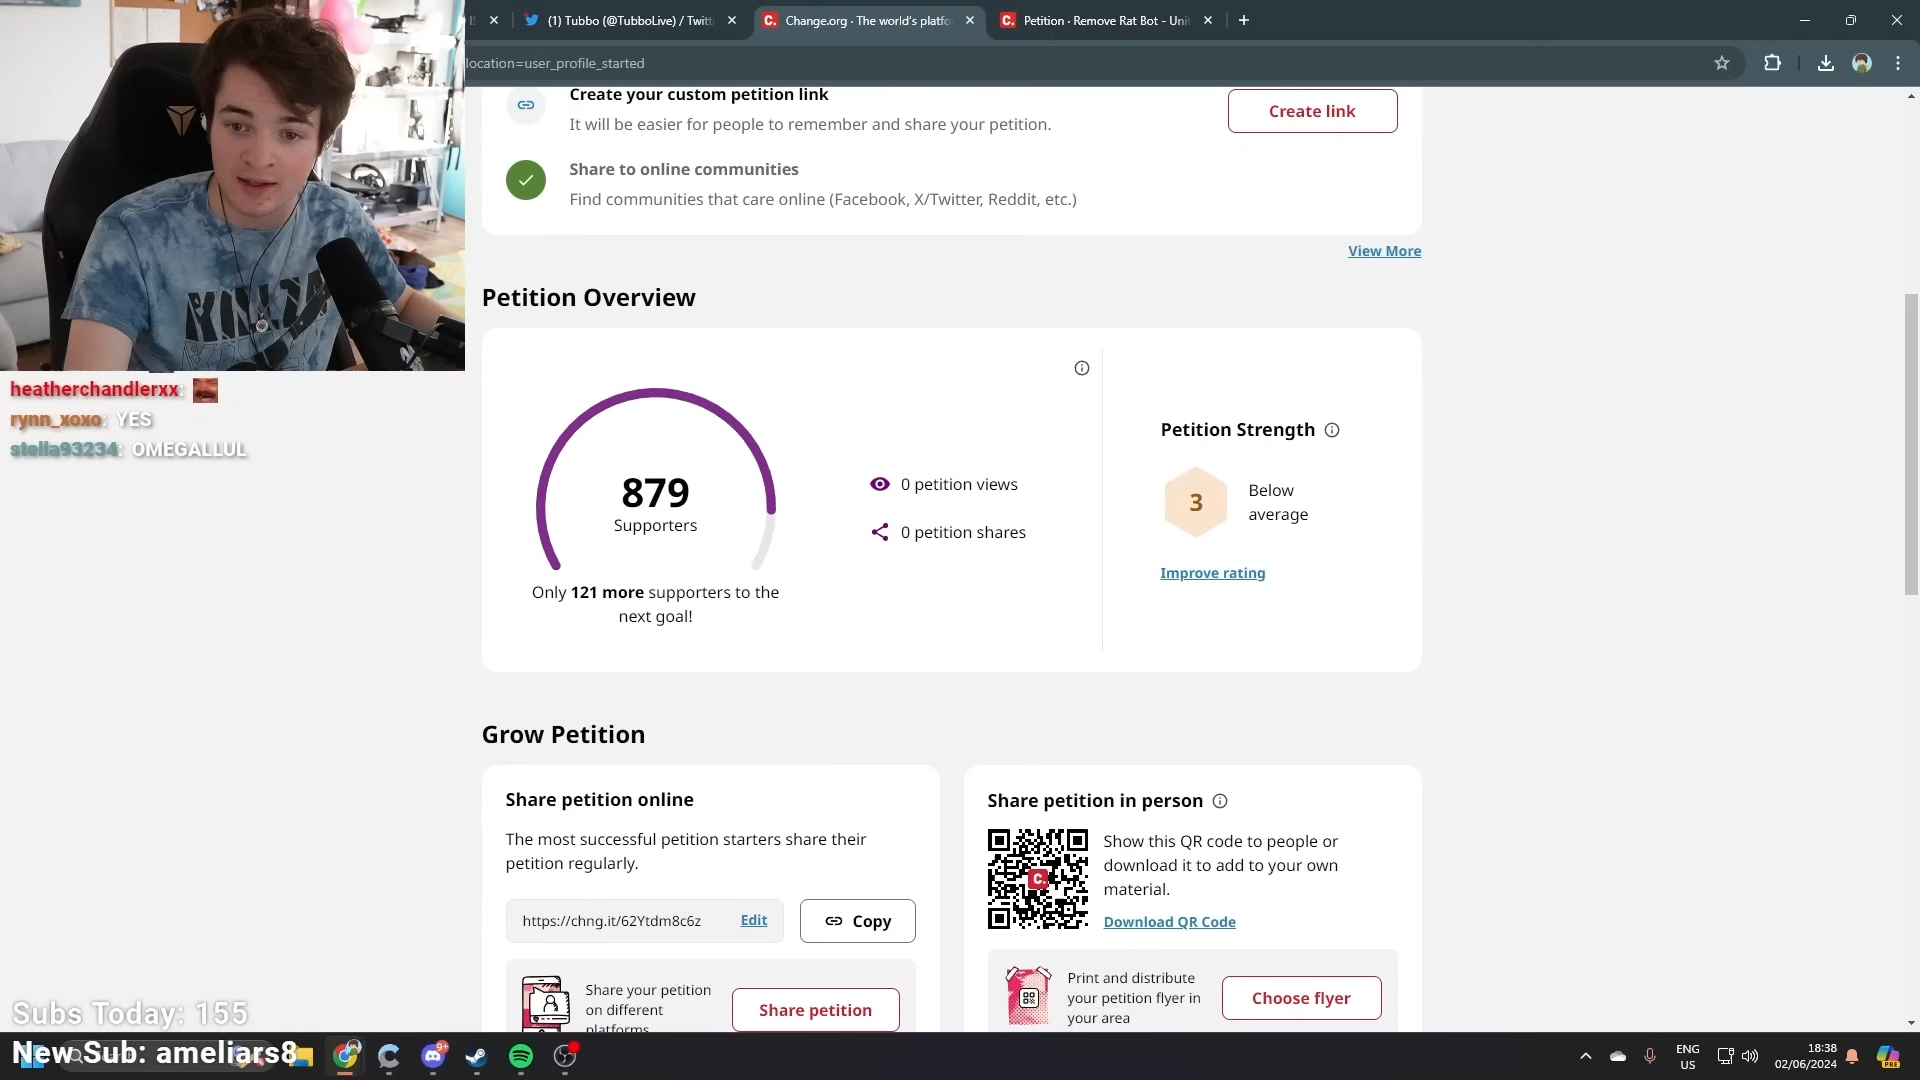 (1) Tubbo (@TubboLive) / Twitt
Change.org · The world's platfo
Petition · Remove Rat Bot - Unit
location=user_profile_started
Create your custom petition link
It will be easier for people to remember and share your petition.
Create link
Share to online communities
Find communities that care online (Facebook, X/Twitter, Reddit, etc.)
View More
heatherchandlerxx:
rynn_xoxo: YES
stella93234: OMEGALLUL
Petition Overview
879
Supporters
Only 121 more supporters to the
next goal!
0 petition views
0 petition shares
Petition Strength
3
Below
average
Improve rating
Grow Petition
Share petition online
The most successful petition starters share their
petition regularly.
https://chng.it/62Ytdm8c6z
Edit
Copy
Share your petition
on different
platforms
Share petition
Share petition in person
C.
Show this QR code to people or
download it to add to your own
material.
Download QR Code
Print and distribute
your petition flyer in
your area
Choose flyer
Subs Today: 155
New Sub: ameliars8
9+
ENG
US
18:38
02/06/2024
PRE